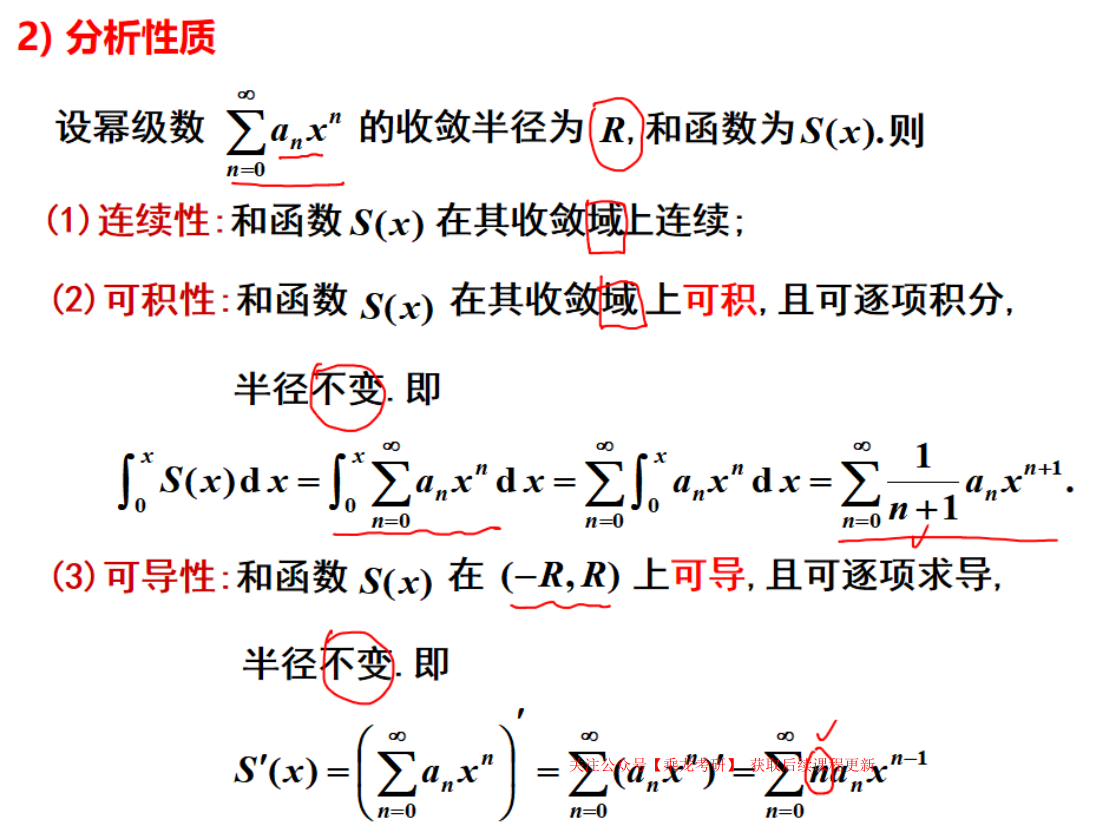 2) 分析性质
设幂级数 $\sum_{n=0}^{\infty} a_n x^n$ 的收敛半径为 R, 和函数为 S(x). 则
(1) 连续性: 和函数 S(x) 在其收敛域上连续;
(2) 可积性: 和函数 S(x) 在其收敛域上可积, 且可逐项积分,
半径不变. 即
$\int_0^x S(x) \mathrm{d}x = \int_0^x \sum_{n=0}^{\infty} a_n x^n \mathrm{d}x = \sum_{n=0}^{\infty} \int_0^x a_n x^n \mathrm{d}x = \sum_{n=0}^{\infty} \frac{1}{n+1} a_n x^{n+1}.$
(3) 可导性: 和函数 S(x) 在 (-R, R) 上可导, 且可逐项求导,
半径不变. 即
$S'(x) = \left( \sum_{n=0}^{\infty} a_n x^n \right)' = \sum_{n=0}^{\infty} (a_n x^n)' = \sum_{n=0}^{\infty} n a_n x^{n-1}$
关注公众号【乘龙考研】 获取后续课程更新